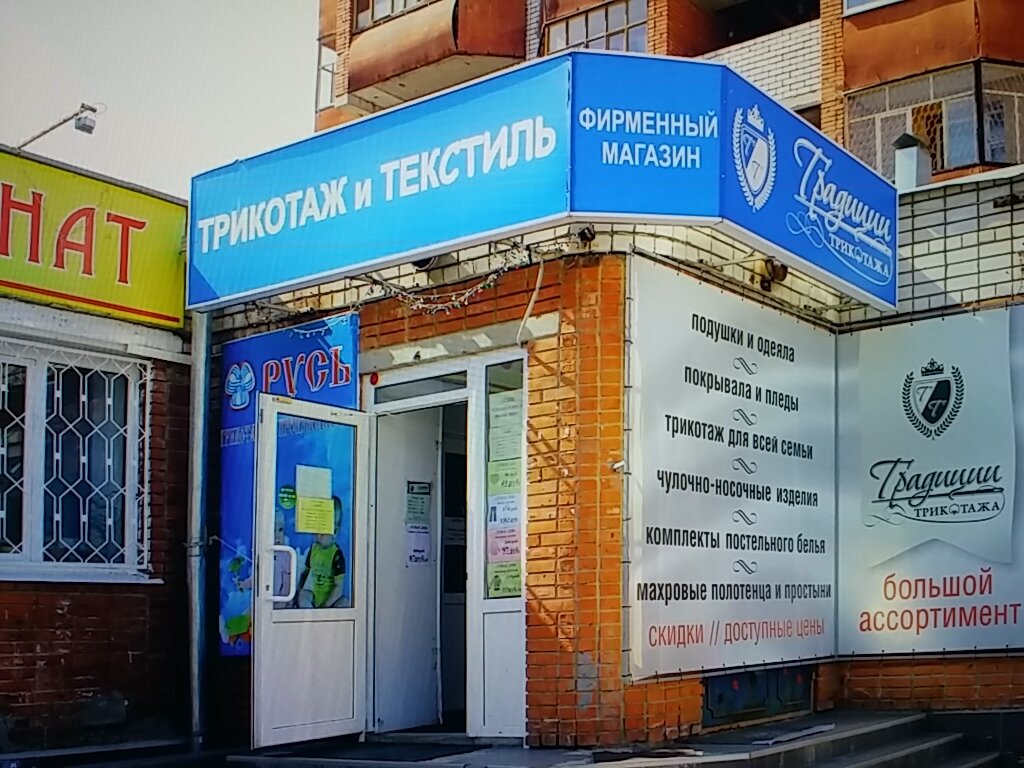 НАТ
ТРИКОТАЖ и ТЕКСТИЛЬ
ФИРМЕННЫЙ
МАГАЗИН
Традиции
ТРИКОТАЖА
РУСЬ
подушки и одеяла
покрывала и пледы
трикотаж для всей семьи
чулочно-носочные изделия
комплекты постельного белья
махровые полотенца и простыни
скидки // доступные цены
Традиции
ТРИКОТАЖА
большой
ассортимент